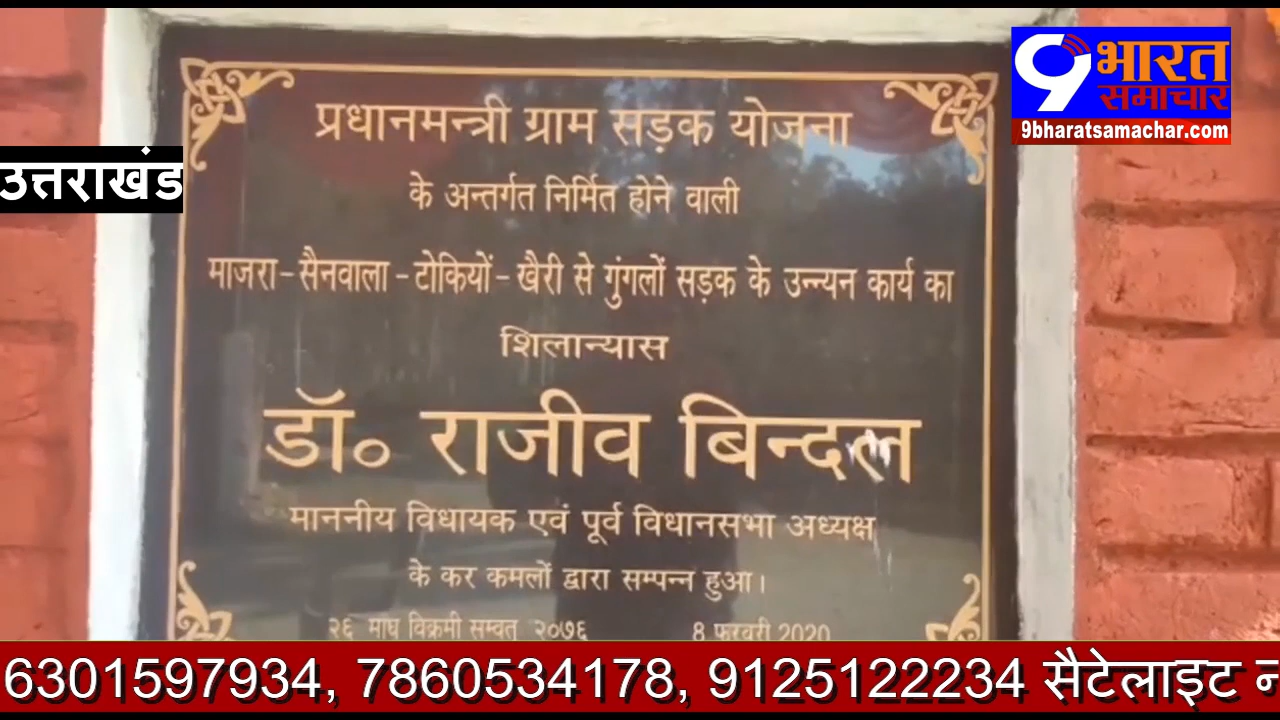 9 भारत
समाचार
9bharatsamachar.com
उत्तराखंड
प्रधानमन्त्री ग्राम सड़क योजना
के अन्तर्गत निर्मित होने वाली
माजरा - सैनवाला - टोकियों - खैरी से गुंगलों सड़क के उन्न्यन कार्य का
शिलान्यास
डॉ० राजीव बिन्दल
माननीय विधायक एवं पूर्व विधानसभा अध्यक्ष
के कर कमलों द्वारा सम्पन्न हुआ।
२६ माघ विक्रमी सम्वत् २०७६ 8 फरवरी 2020
6301597934, 7860534178, 9125122234 सैटेलाइट